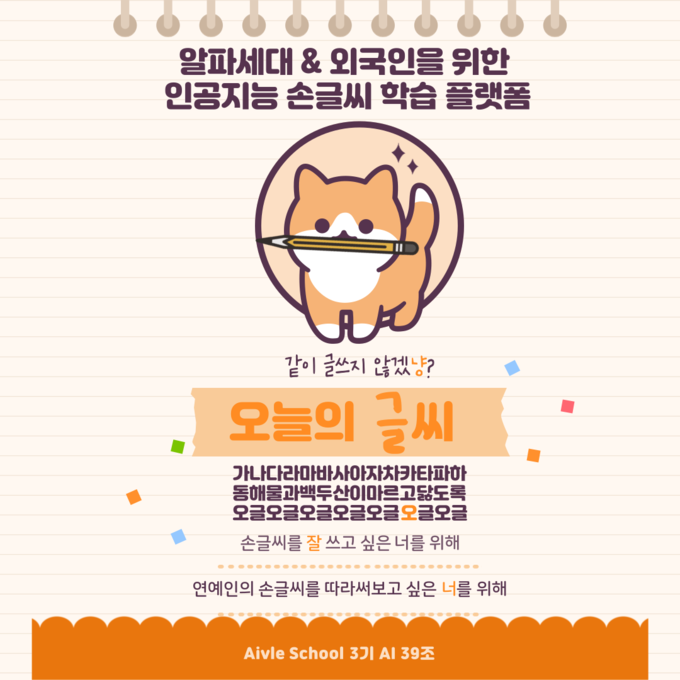 알파세대 & 외국인을 위한
인공지능 손글씨 학습 플랫폼
같이 글쓰지 않겠냥?
오늘의 글씨
가나다라마바사아자차카타파하
동해물과백두산이마르고닳도록
오글오글오글오글오글오글오글
손글씨를 잘 쓰고 싶은 너를 위해
연예인의 손글씨를 따라써보고 싶은 너를 위해
Aivle School 3기 AI 39조